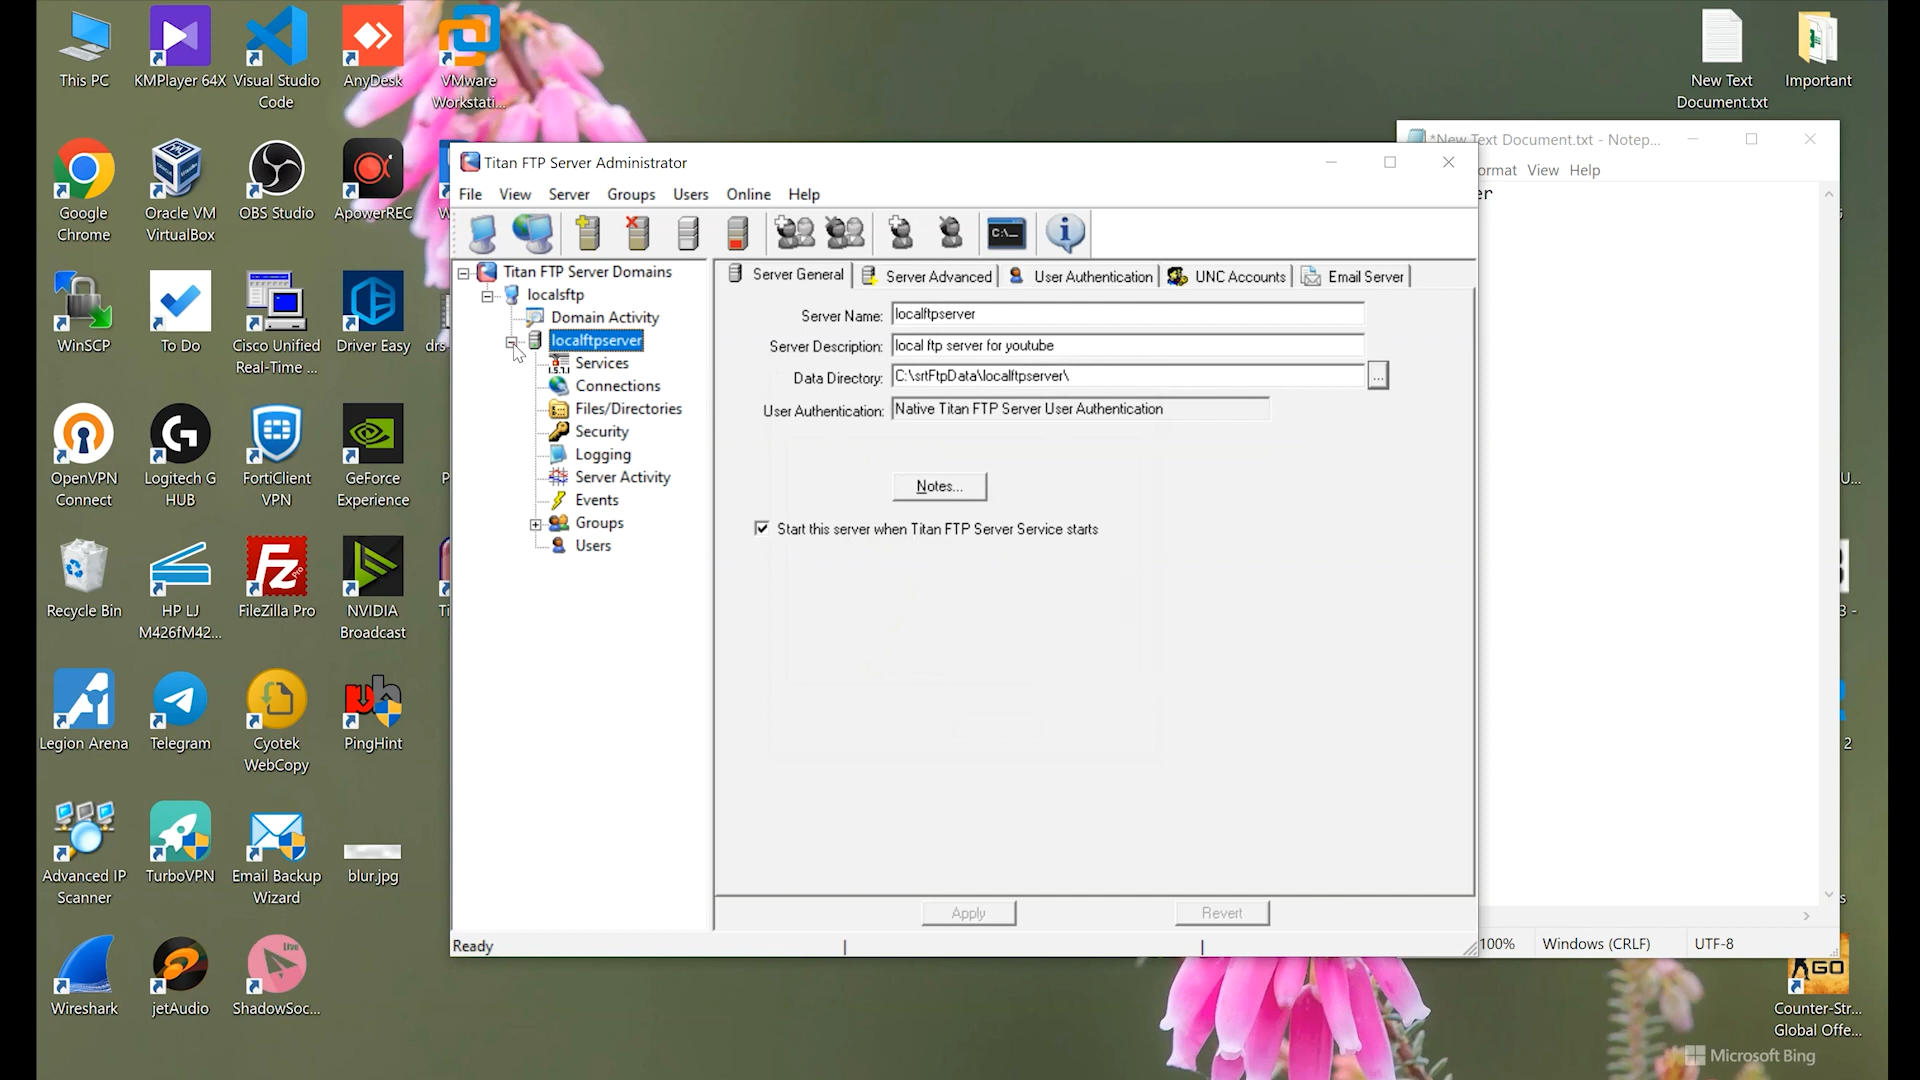 This PC
KMPlayer 64X
Visual Studio
Code
AnyDesk
VMware
Workstati...
New Text
Document.txt
Important
Google
Chrome
Oracle VM
VirtualBox
OBS Studio
ApowerREC
WinSCP
To Do
Cisco Unified
Real-Time ...
Driver Easy
drs
OpenVPN
Connect
Logitech G
HUB
FortiClient
VPN
GeForce
Experience
Recycle Bin
HP LJ
M426fM42...
FileZilla Pro
NVIDIA
Broadcast
Legion Arena
Telegram
Cyotek
WebCopy
PingHint
Advanced IP
Scanner
TurboVPN
Email Backup
Wizard
blur.jpg
Wireshark
jetAudio
Live
ShadowSoc...
Titan FTP Server Administrator
File View Server Groups Users Online Help
C:\_
Titan FTP Server Domains
localsftp
Domain Activity
localftpserver
Services
Connections
Files/Directories
Security
Logging
Server Activity
Events
Groups
Users
Server General
Server Advanced
User Authentication
UNC Accounts
Email Server
Server Name: localftpserver
Server Description: local ftp server for youtube
Data Directory: C:\srtFtpData\localftpserver\
...
User Authentication: Native Titan FTP Server User Authentication
Notes...
Start this server when Titan FTP Server Service starts
Apply
Revert
Ready
*New Text Document.txt - Notep...
ormat View Help
er
100%
Windows (CRLF)
UTF-8
U...
3 -
2
GO
Counter-Str...
Global Offe...
Microsoft Bing